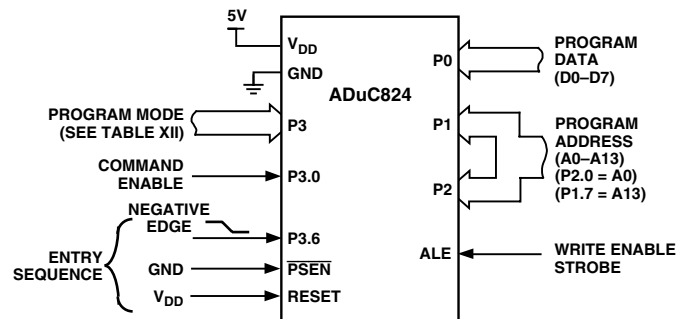 5V
V_DD
GND
ADuC824
P0
PROGRAM
DATA
(D0–D7)
PROGRAM MODE
(SEE TABLE XII)
P3
P1
PROGRAM
ADDRESS
(A0–A13)
(P2.0 = A0)
(P1.7 = A13)
COMMAND
ENABLE
P3.0
P2
NEGATIVE
EDGE
P3.6
ENTRY
SEQUENCE
GND
PSEN
ALE
WRITE ENABLE
STROBE
V_DD
RESET